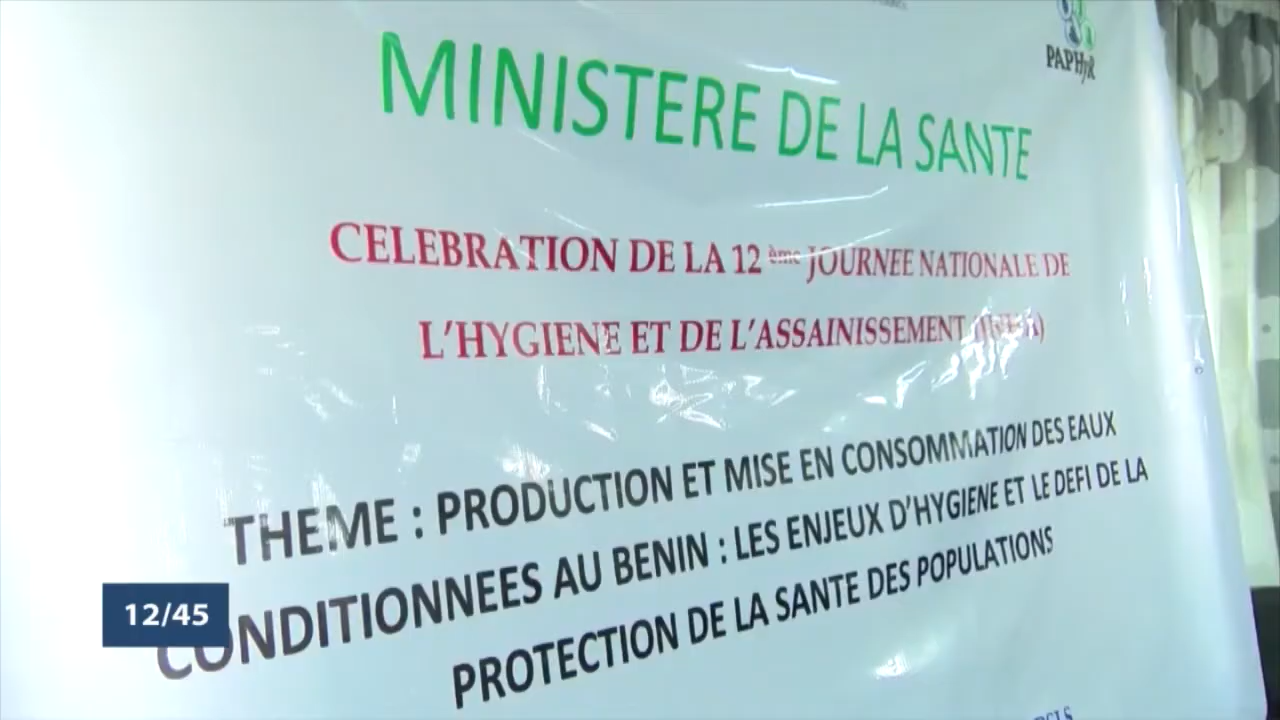 PAPHyR
MINISTERE DE LA SANTE
CELEBRATION DE LA 12 ème JOURNEE NATIONALE DE
L'HYGIENE ET DE L'ASSAINISSEMENT
THEME : PRODUCTION ET MISE EN CONSOMMATION DES EAUX
CONDITIONNEES AU BENIN : LES ENJEUX D'HYGIENE ET LE DEFI DE LA
PROTECTION DE LA SANTE DES POPULATIONS
12/45